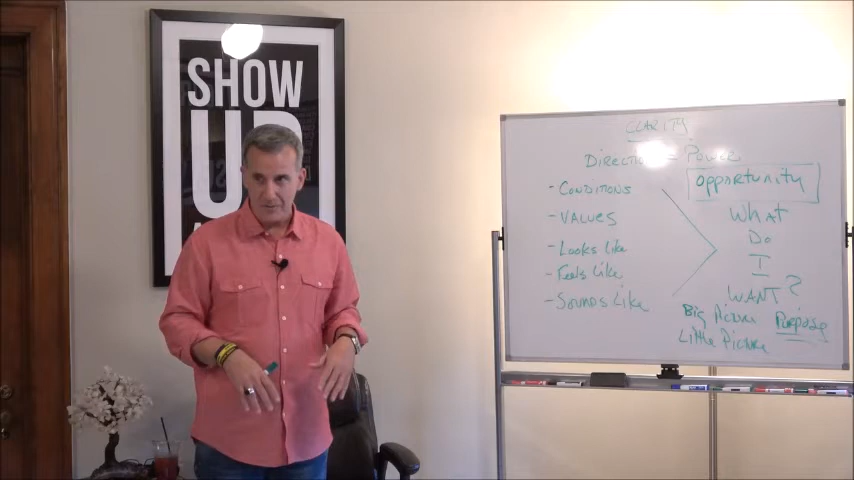 SHOW
UP
CLARITY
DIRECTION = POWER
OPPORTUNITY
- CONDITIONS
- VALUES
- Looks Like
- Feels Like
- Sounds Like
WHAT
Do
I
WANT?
Big Picture Purpose
Little Picture